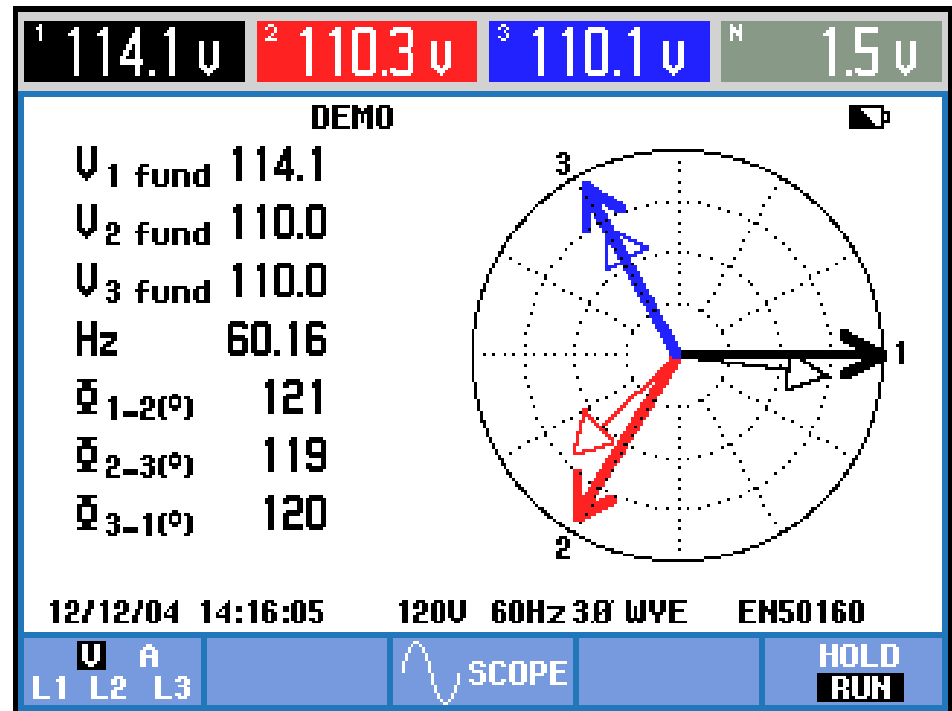 1 114.1 V 2 110.3 V 3 110.1 V N 1.5 V
DEMO
V1 fund 114.1
V2 fund 110.0
V3 fund 110.0
Hz 60.16
Φ1-2(º) 121
Φ2-3(º) 119
Φ3-1(º) 120
3
1
2
12/12/04 14:16:05 120V 60Hz 3Ø WYE EN50160
V A
L1 L2 L3
SCOPE
HOLD
RUN